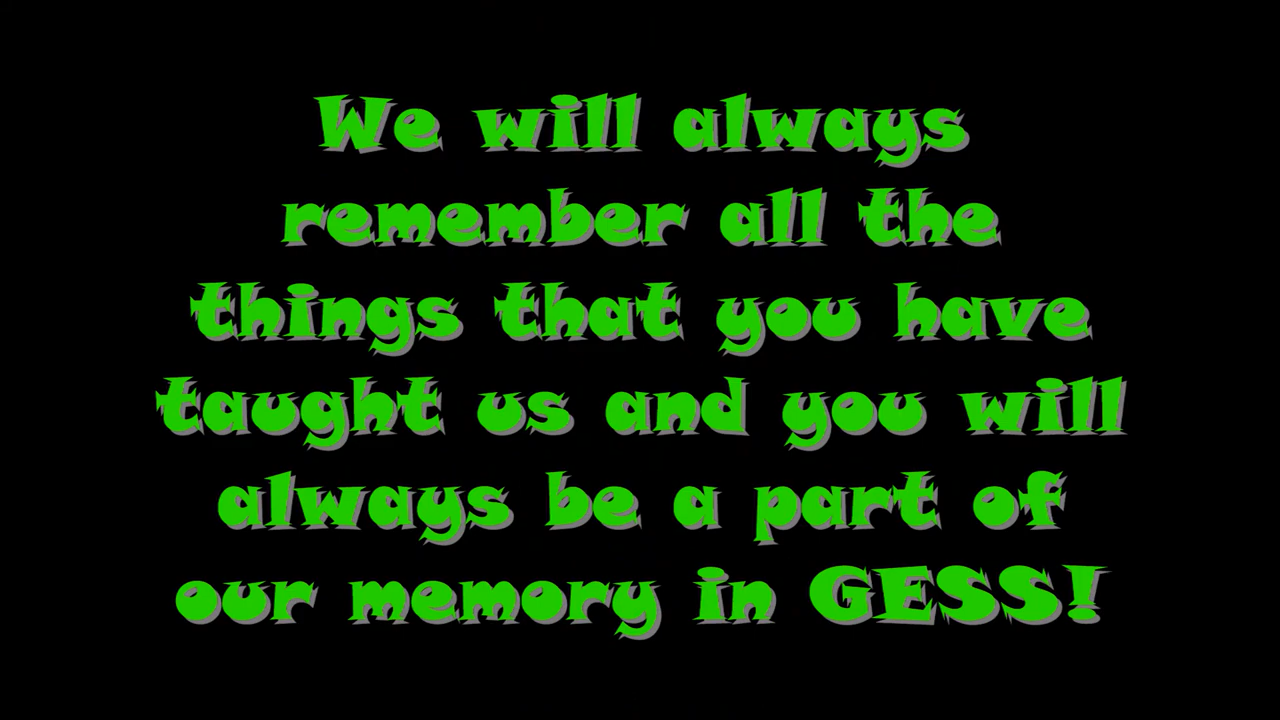 We will always
remember all the
things that you have
taught us and you will
always be a part of
our memory in GESS!